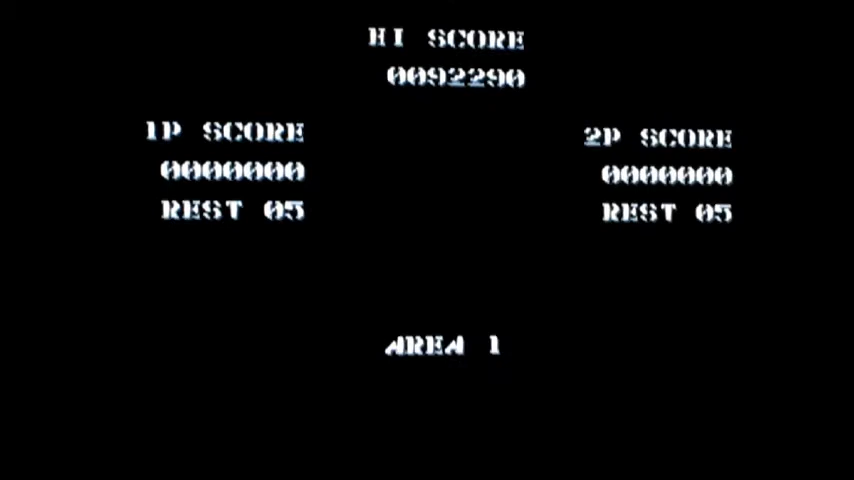 HI SCORE
0092290
1P SCORE 2P SCORE
0000000 0000000
REST 05 REST 05
AREA 1